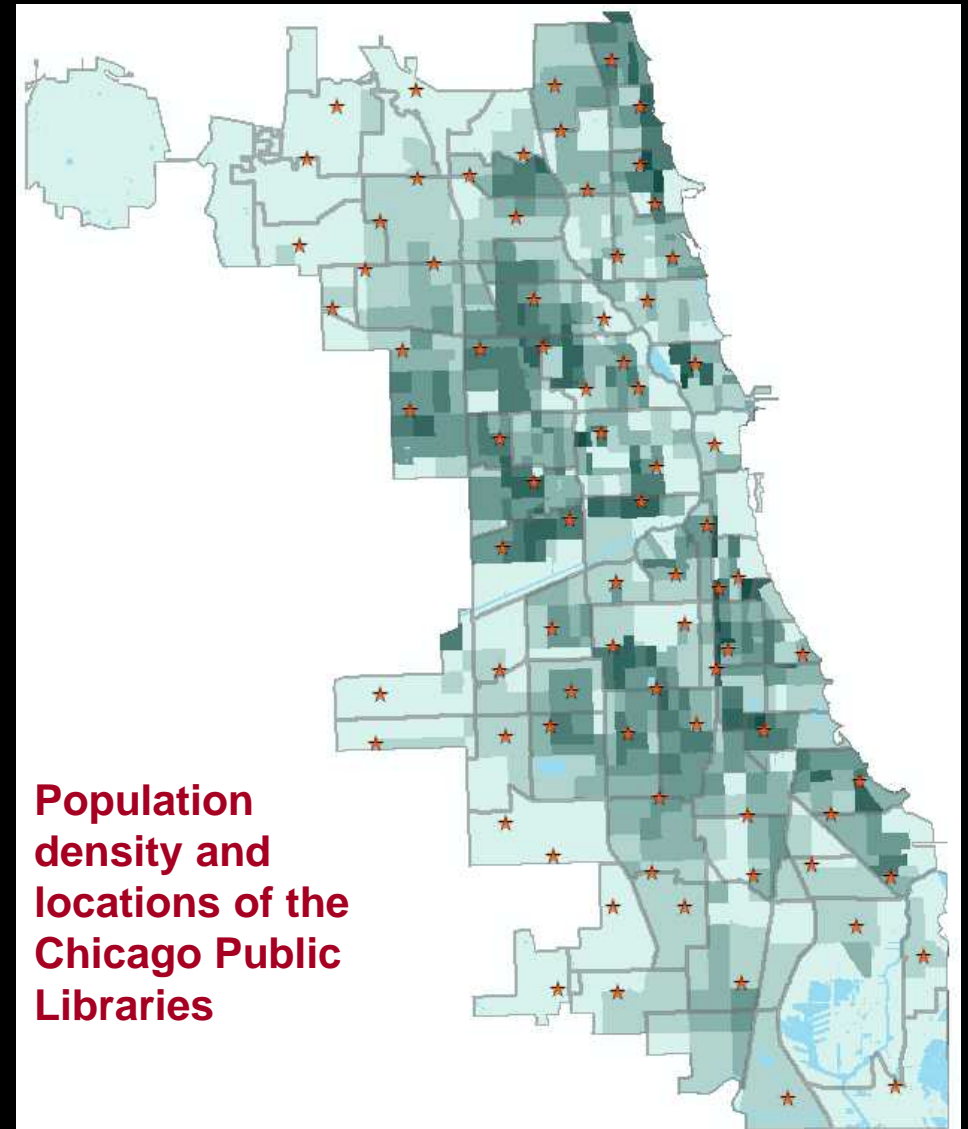 Population
density and
locations of the
Chicago Public
Libraries